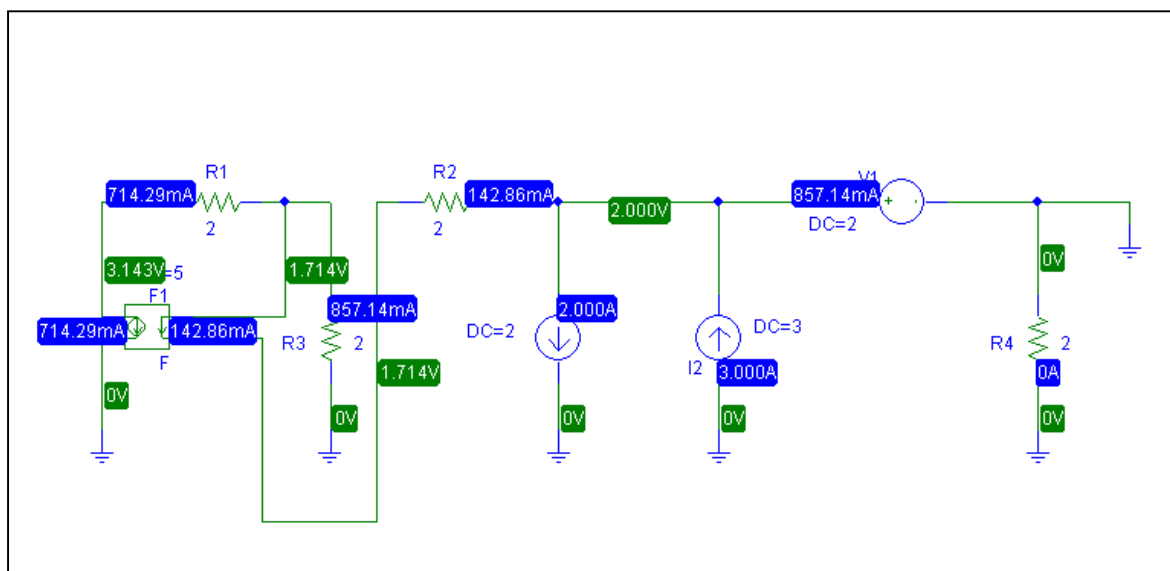 R1
R2
V1
714.29mA
142.86mA
857.14mA
2.000V
2
2
DC=2
3.143V
=5
1.714V
0V
F1
714.29mA
142.86mA
857.14mA
2.000A
F
R3
2
DC=2
DC=3
R4
2
1.714V
I2
3.000A
0A
0V
0V
0V
0V
0V